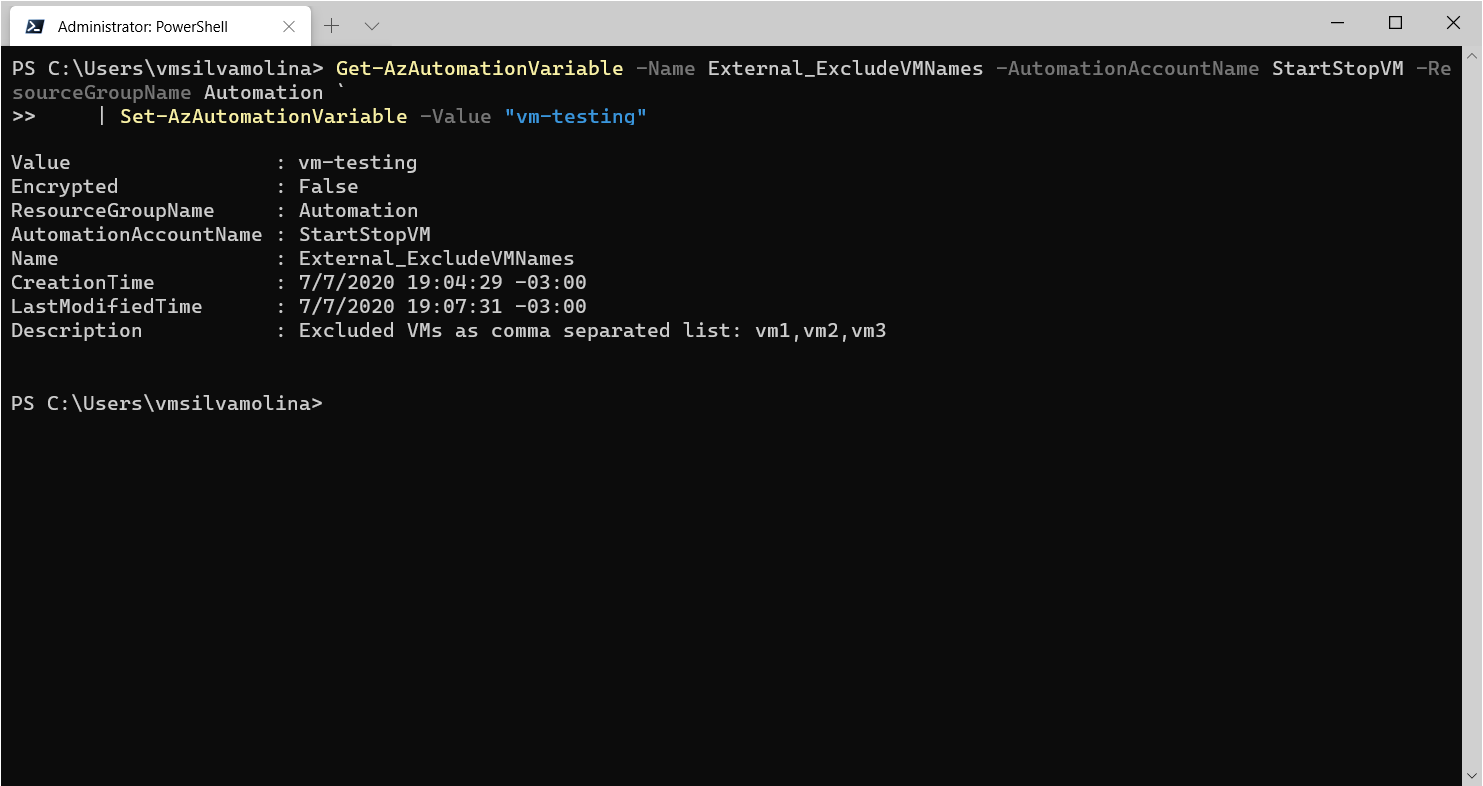 Administrator: PowerShell
PS C:\Users\vmsilvamolina> Get-AzAutomationVariable -Name External_ExcludeVMNames -AutomationAccountName StartStopVM -Re
sourceGroupName Automation `
>>     | Set-AzAutomationVariable -Value "vm-testing"
Value                 : vm-testing
Encrypted             : False
ResourceGroupName     : Automation
AutomationAccountName : StartStopVM
Name                  : External_ExcludeVMNames
CreationTime          : 7/7/2020 19:04:29 -03:00
LastModifiedTime      : 7/7/2020 19:07:31 -03:00
Description           : Excluded VMs as comma separated list: vm1,vm2,vm3
PS C:\Users\vmsilvamolina>